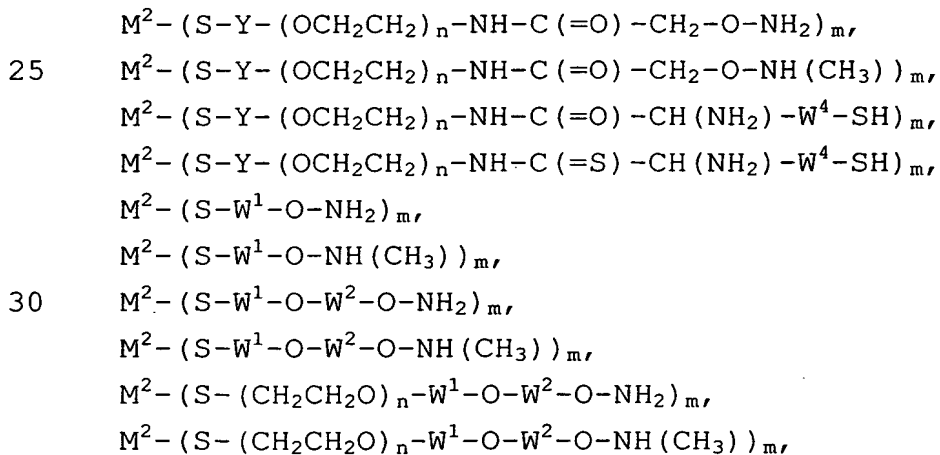 M²-(S-Y-(OCH₂CH₂)ₙ-NH-C(=O)-CH₂-O-NH₂)ₘ,
25 M²-(S-Y-(OCH₂CH₂)ₙ-NH-C(=O)-CH₂-O-NH(CH₃))ₘ,
M²-(S-Y-(OCH₂CH₂)ₙ-NH-C(=O)-CH(NH₂)-W⁴-SH)ₘ,
M²-(S-Y-(OCH₂CH₂)ₙ-NH-C(=S)-CH(NH₂)-W⁴-SH)ₘ,
M²-(S-W¹-O-NH₂)ₘ,
M²-(S-W¹-O-NH(CH₃))ₘ,
30 M²-(S-W¹-O-W²-O-NH₂)ₘ,
M²-(S-W¹-O-W²-O-NH(CH₃))ₘ,
M²-(S-(CH₂CH₂O)ₙ-W¹-O-W²-O-NH₂)ₘ,
M²-(S-(CH₂CH₂O)ₙ-W¹-O-W²-O-NH(CH₃))ₘ,